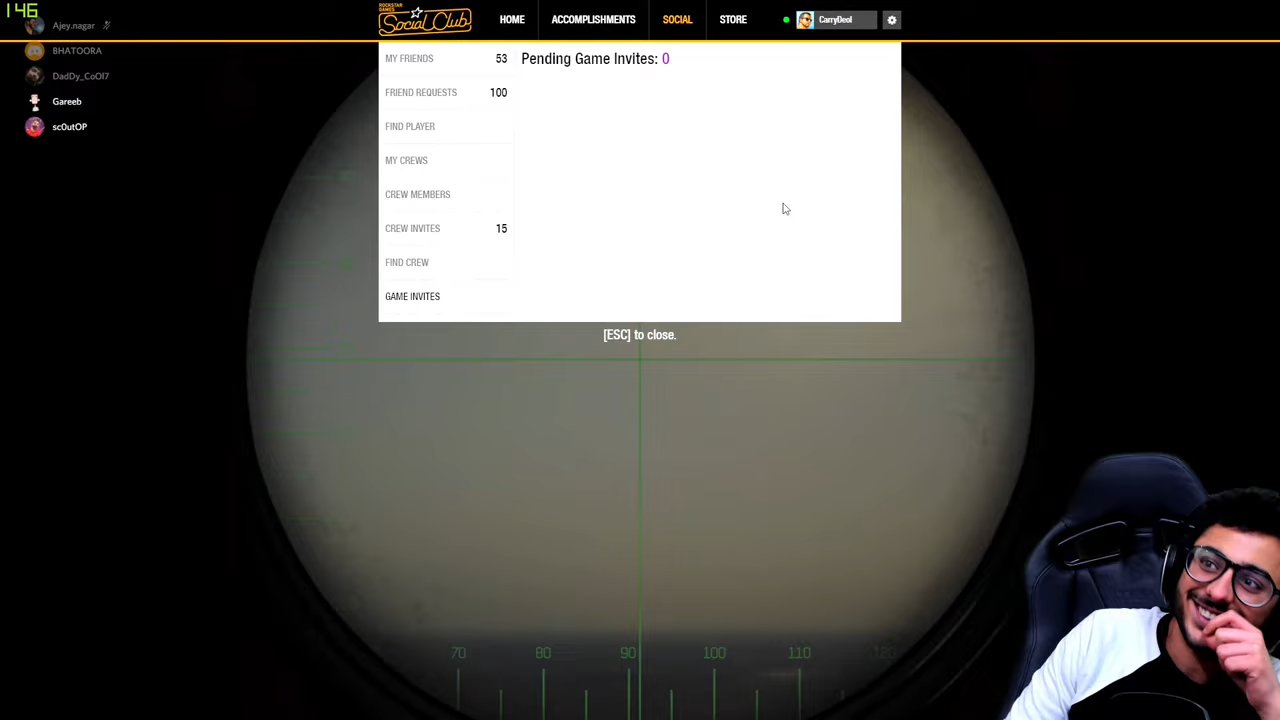 146
Ajey.nagar
BHATOORA
DadDy_CoOl7
Gareeb
sc0utOP
ROCKSTAR GAMES
Social Club
HOME ACCOMPLISHMENTS SOCIAL STORE CarryDeol
MY FRIENDS 53
FRIEND REQUESTS 100
FIND PLAYER
MY CREWS
CREW MEMBERS
CREW INVITES 15
FIND CREW
GAME INVITES
Pending Game Invites: 0
[ESC] to close.
70 80 90 100 110 120